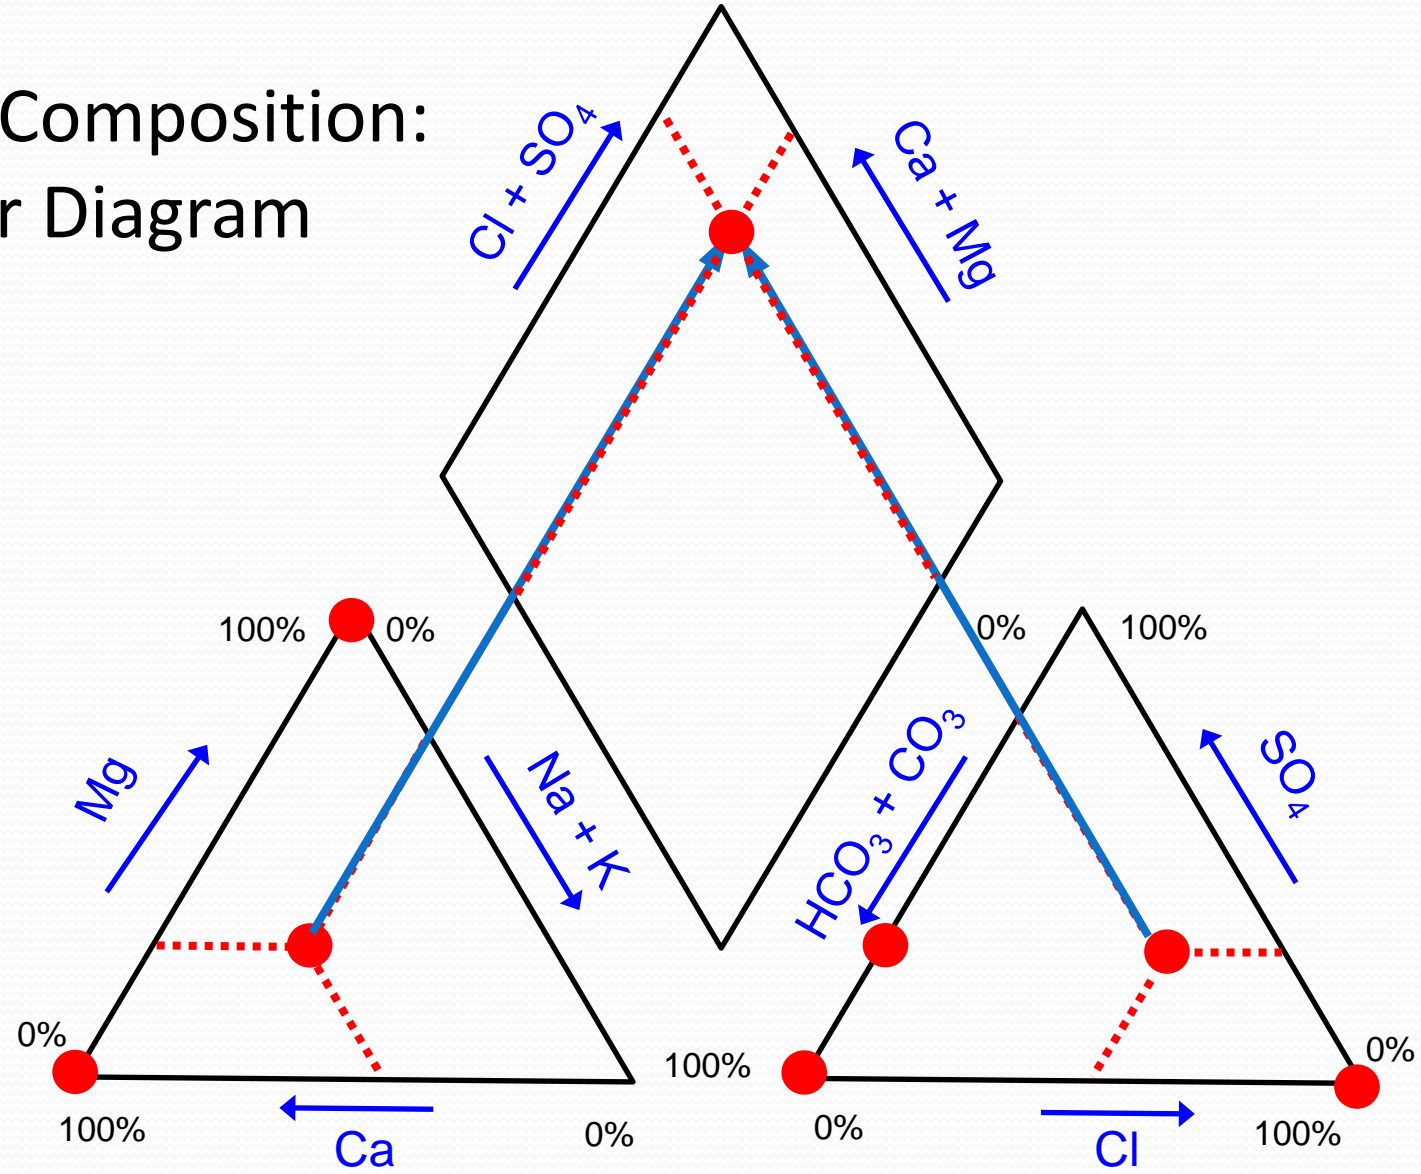 Composition:
r Diagram
Cl + SO₄
Ca + Mg
100%
0%
0%
100%
Mg
Na + K
HCO₃ + CO₃
SO₄
0%
100%
0%
100%
0%
0%
100%
Ca
Cl